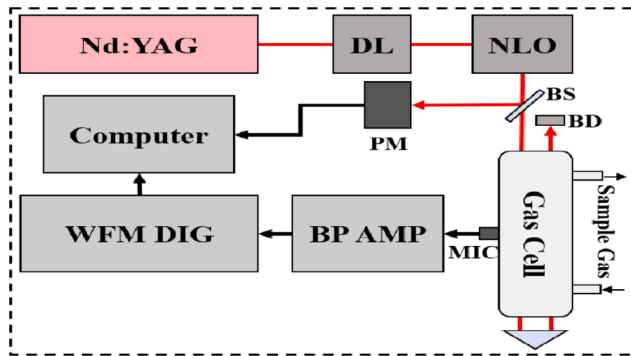 Nd:YAG
DL
NLO
BS
BD
PM
Computer
WFM DIG
BP AMP
MIC
Gas Cell
Sample Gas